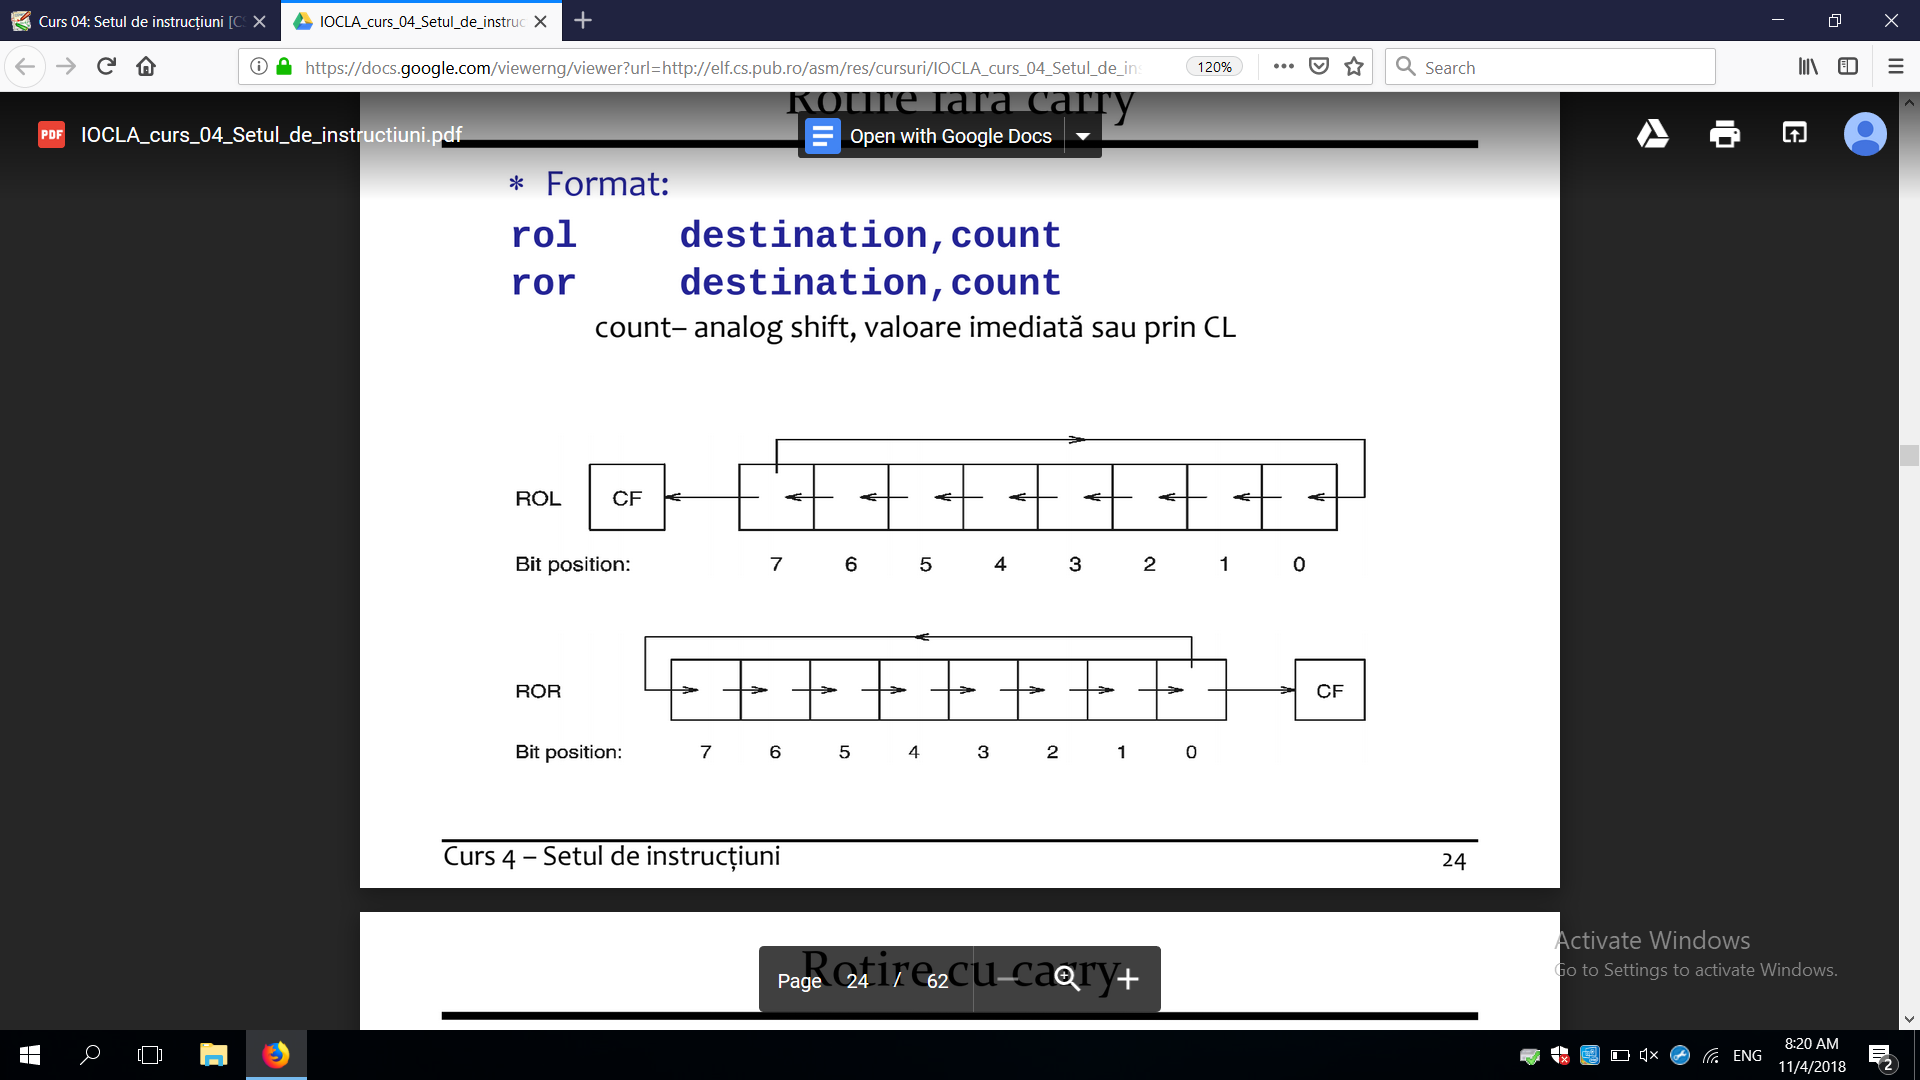 Curs 04: Setul de instrucțiuni [CS
IOCLA_curs_04_Setul_de_instruc
https://docs.google.com/viewerng/viewer?url=http://elf.cs.pub.ro/asm/res/cursuri/IOCLA_curs_04_Setul_de_in
120%
Search
Rotire fără carry
PDF
IOCLA_curs_04_Setul_de_instructiuni.pdf
Open with Google Docs
* Format:
rol destination,count
ror destination,count
count– analog shift, valoare imediată sau prin CL
ROL CF
Bit position: 7 6 5 4 3 2 1 0
ROR CF
Bit position: 7 6 5 4 3 2 1 0
Curs 4 – Setul de instrucțiuni 24
Rotire cu carry
Page 24 / 62
Activate Windows
Go to Settings to activate Windows.
ENG
8:20 AM
11/4/2018
2